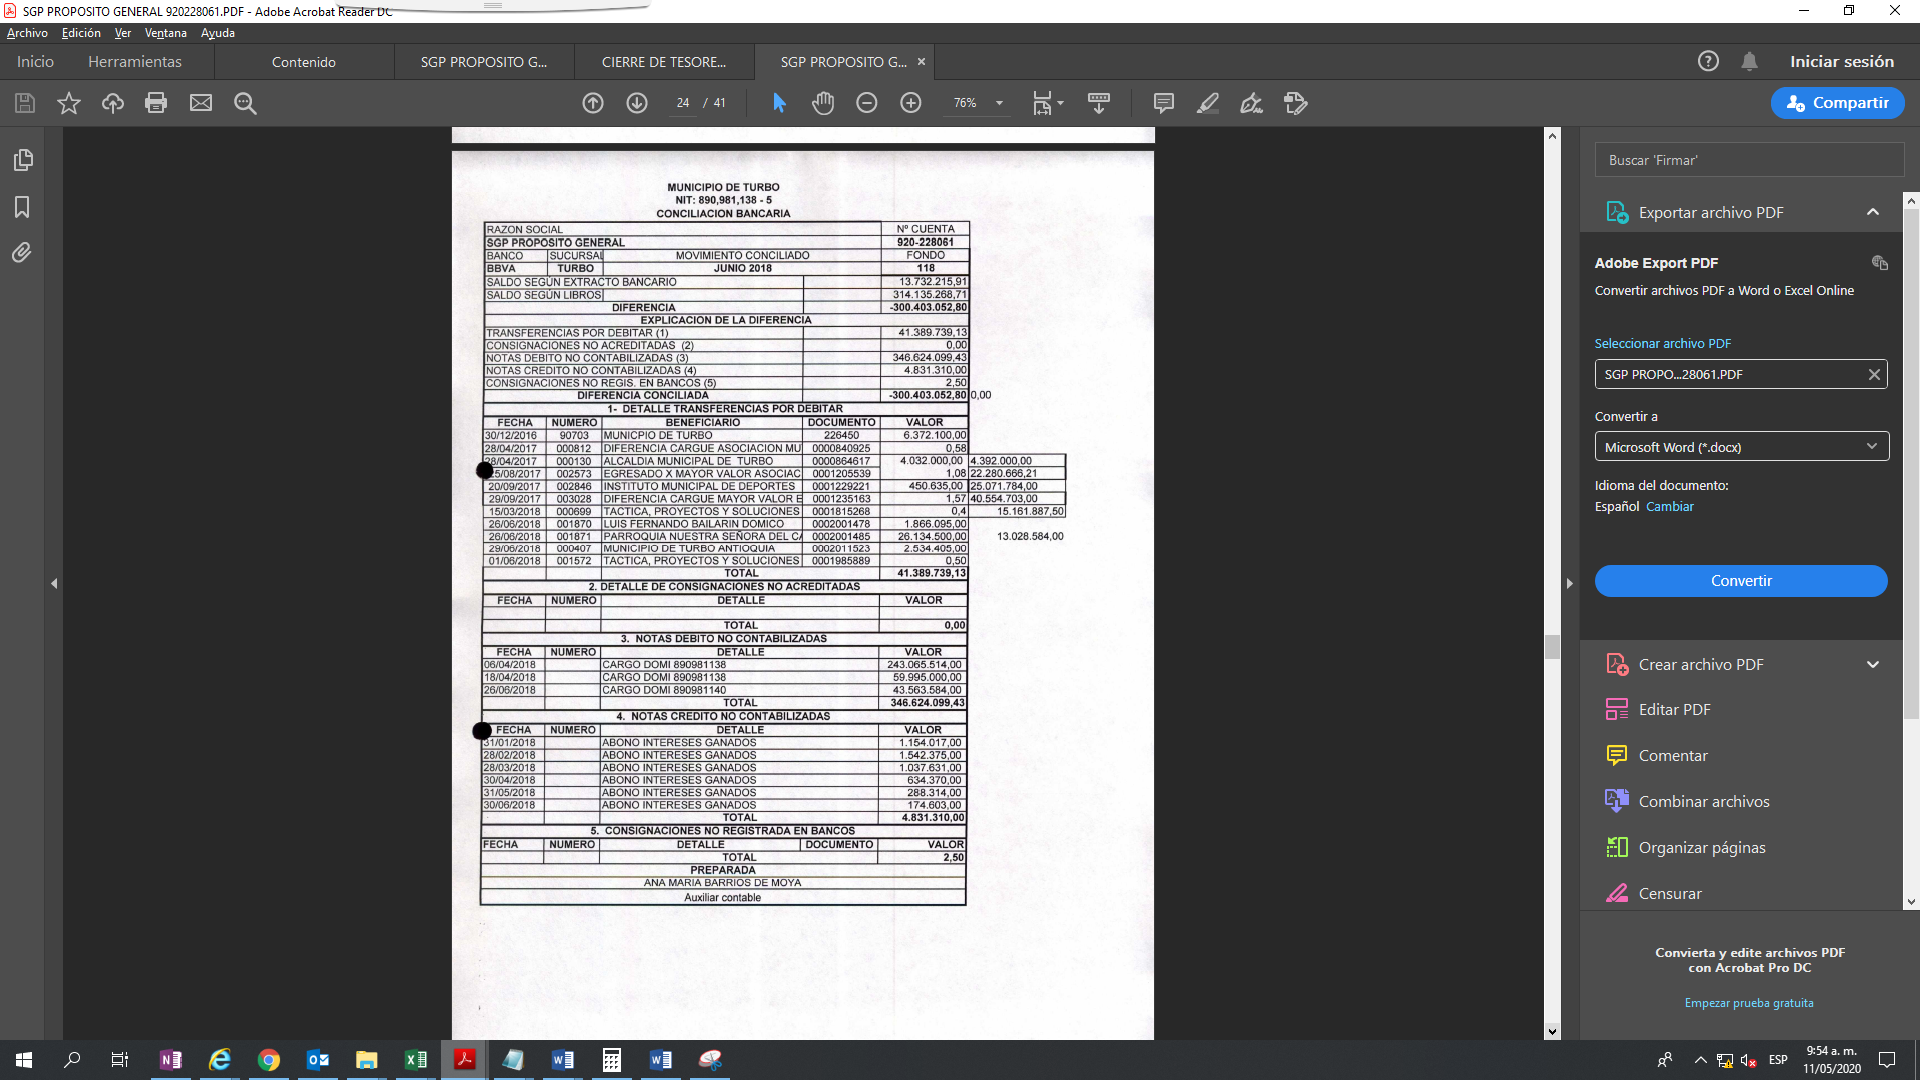 SGP PROPOSITO GENERAL 920228061.PDF - Adobe Acrobat Reader DC
Archivo Edición Ver Ventana Ayuda
Inicio Herramientas Contenido SGP PROPOSITO G... CIERRE DE TESORE... SGP PROPOSITO G... × Iniciar sesión
24 / 41 76% Compartir
MUNICIPIO DE TURBO
NIT: 890,981,138 - 5
CONCILIACION BANCARIA
RAZON SOCIAL Nº CUENTA
SGP PROPOSITO GENERAL 920-228061
BANCO SUCURSAL MOVIMIENTO CONCILIADO FONDO
BBVA TURBO JUNIO 2018 118
SALDO SEGÚN EXTRACTO BANCARIO 13.732.215,91
SALDO SEGÚN LIBROS 314.135.268,71
DIFERENCIA -300.403.052,80
EXPLICACION DE LA DIFERENCIA
TRANSFERENCIAS POR DEBITAR (1) 41.389.739,13
CONSIGNACIONES NO ACREDITADAS (2) 0,00
NOTAS DEBITO NO CONTABILIZADAS (3) 346.624.099,43
NOTAS CREDITO NO CONTABILIZADAS (4) 4.831.310,00
CONSIGNACIONES NO REGIS. EN BANCOS (5) 2,50
DIFERENCIA CONCILIADA -300.403.052,80 0,00
1- DETALLE TRANSFERENCIAS POR DEBITAR
FECHA NUMERO BENEFICIARIO DOCUMENTO VALOR
30/12/2016 90703 MUNICPIO DE TURBO 226450 6.372.100,00
28/04/2017 000812 DIFERENCIA CARGUE ASOCIACION MU 0000840925 0,58
28/04/2017 000130 ALCALDIA MUNICIPAL DE TURBO 0000864617 4.032.000,00 4.392.000,00
25/08/2017 002573 EGRESADO X MAYOR VALOR ASOCIAC 0001205539 1,08 22.280.666,21
20/09/2017 002846 INSTITUTO MUNICIPAL DE DEPORTES 0001229221 450.635,00 25.071.784,00
29/09/2017 003028 DIFERENCIA CARGUE MAYOR VALOR E 0001235163 1,57 40.554.703,00
15/03/2018 000699 TACTICA, PROYECTOS Y SOLUCIONES 0001815268 0,4 15.161.887,50
26/06/2018 001870 LUIS FERNANDO BAILARIN DOMICO 0002001478 1.866.095,00
26/06/2018 001871 PARROQUIA NUESTRA SEÑORA DEL CA 0002001485 26.134.500,00 13.028.584,00
29/06/2018 000407 MUNICIPIO DE TURBO ANTIOQUIA 0002011523 2.534.405,00
01/06/2018 001572 TACTICA, PROYECTOS Y SOLUCIONES 0001985889 0,50
TOTAL 41.389.739,13
2. DETALLE DE CONSIGNACIONES NO ACREDITADAS
FECHA NUMERO DETALLE VALOR
TOTAL 0,00
3. NOTAS DEBITO NO CONTABILIZADAS
FECHA NUMERO DETALLE VALOR
06/04/2018 CARGO DOMI 890981138 243.065.514,00
18/04/2018 CARGO DOMI 890981138 59.995.000,00
26/06/2018 CARGO DOMI 890981140 43.563.584,00
TOTAL 346.624.099,43
4. NOTAS CREDITO NO CONTABILIZADAS
FECHA NUMERO DETALLE VALOR
31/01/2018 ABONO INTERESES GANADOS 1.154.017,00
28/02/2018 ABONO INTERESES GANADOS 1.542.375,00
28/03/2018 ABONO INTERESES GANADOS 1.037.631,00
30/04/2018 ABONO INTERESES GANADOS 634.370,00
31/05/2018 ABONO INTERESES GANADOS 288.314,00
30/06/2018 ABONO INTERESES GANADOS 174.603,00
TOTAL 4.831.310,00
5. CONSIGNACIONES NO REGISTRADA EN BANCOS
FECHA NUMERO DETALLE DOCUMENTO VALOR
TOTAL 2,50
PREPARADA
ANA MARIA BARRIOS DE MOYA
Auxiliar contable
Buscar 'Firmar'
Exportar archivo PDF
Adobe Export PDF
Convertir archivos PDF a Word o Excel Online
Seleccionar archivo PDF
SGP PROPO...28061.PDF
Convertir a
Microsoft Word (*.docx)
Idioma del documento:
Español Cambiar
Convertir
Crear archivo PDF
Editar PDF
Comentar
Combinar archivos
Organizar páginas
Censurar
Convierta y edite archivos PDF
con Acrobat Pro DC
Empezar prueba gratuita
ESP 9:54 a. m.
11/05/2020